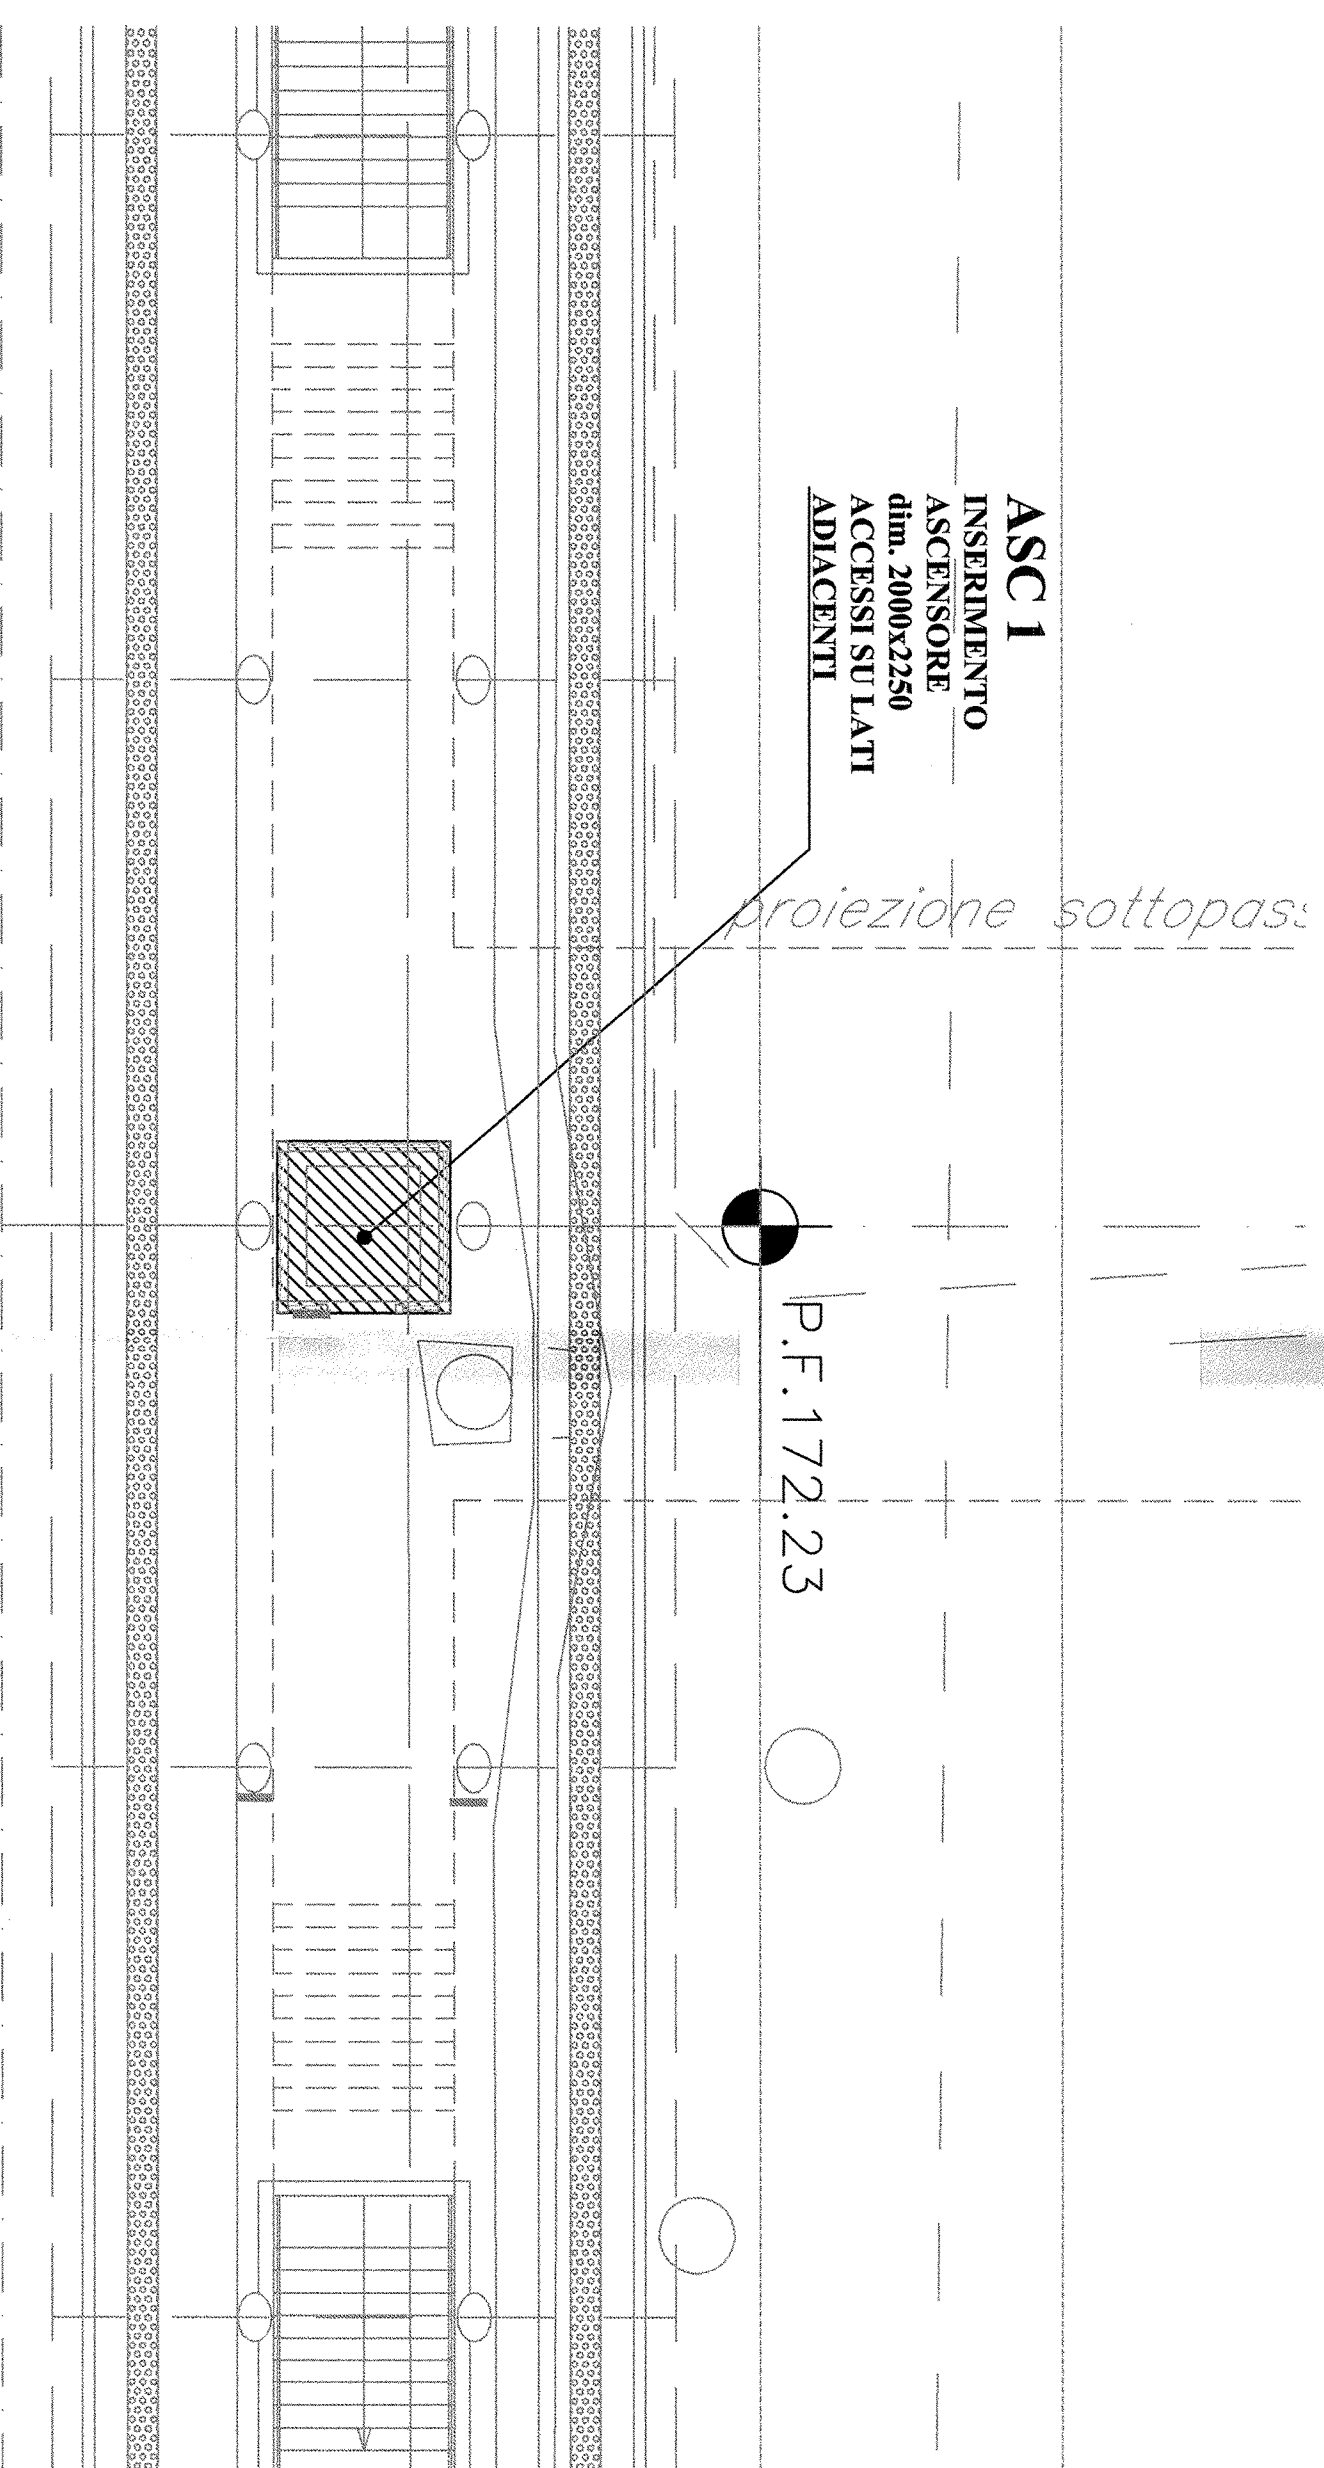 ASC 1
INSERIMENTO
ASCENSORE
dim. 2000x2250
ACCESSI SU LATI
ADIACENTI
proiezione sottopass
P.F.172.23